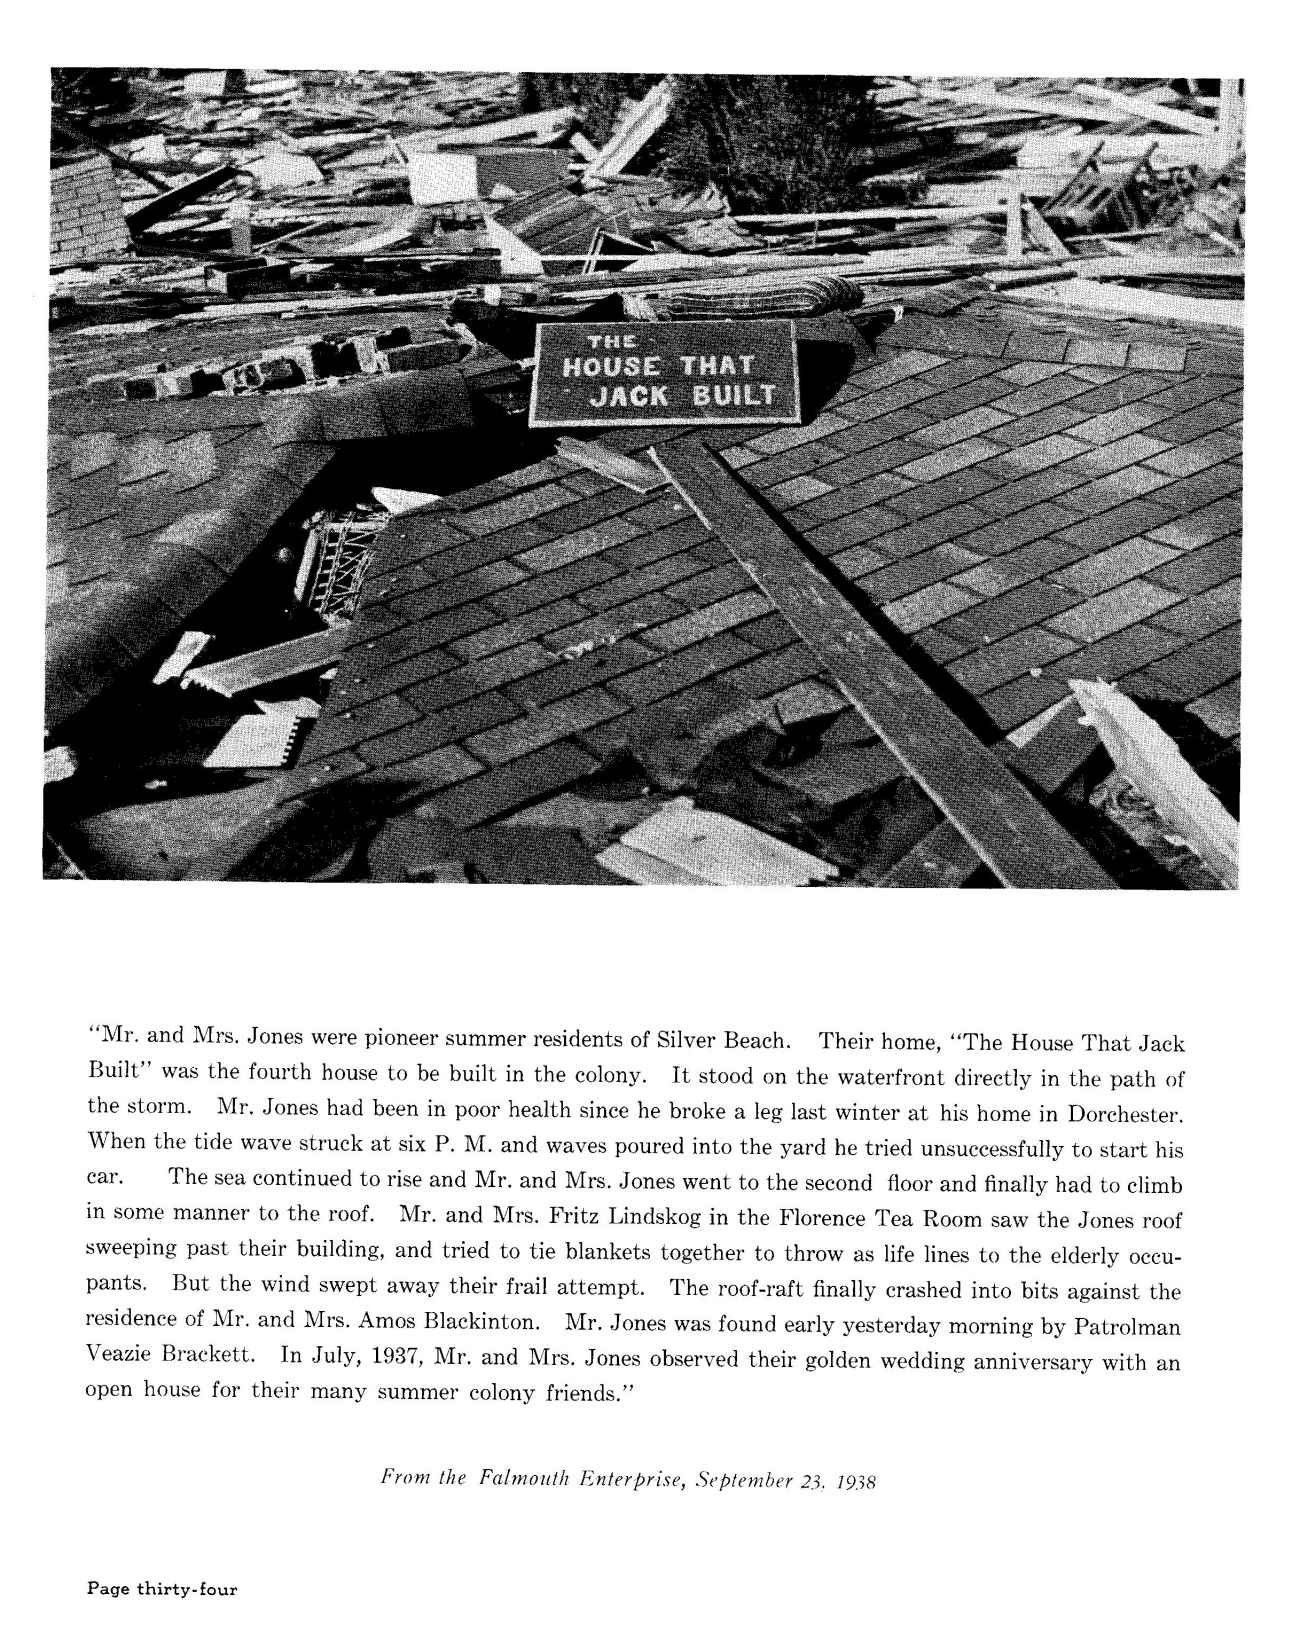 THE
HOUSE THAT
JACK BUILT
“Mr. and Mrs. Jones were pioneer summer residents of Silver Beach. Their home, “The House That Jack
Built” was the fourth house to be built in the colony. It stood on the waterfront directly in the path of
the storm. Mr. Jones had been in poor health since he broke a leg last winter at his home in Dorchester.
When the tide wave struck at six P. M. and waves poured into the yard he tried unsuccessfully to start his
car. The sea continued to rise and Mr. and Mrs. Jones went to the second floor and finally had to climb
in some manner to the roof. Mr. and Mrs. Fritz Lindskog in the Florence Tea Room saw the Jones roof
sweeping past their building, and tried to tie blankets together to throw as life lines to the elderly occu-
pants. But the wind swept away their frail attempt. The roof-raft finally crashed into bits against the
residence of Mr. and Mrs. Amos Blackinton. Mr. Jones was found early yesterday morning by Patrolman
Veazie Brackett. In July, 1937, Mr. and Mrs. Jones observed their golden wedding anniversary with an
open house for their many summer colony friends.”
From the Falmouth Enterprise, September 23, 1938
Page thirty-four